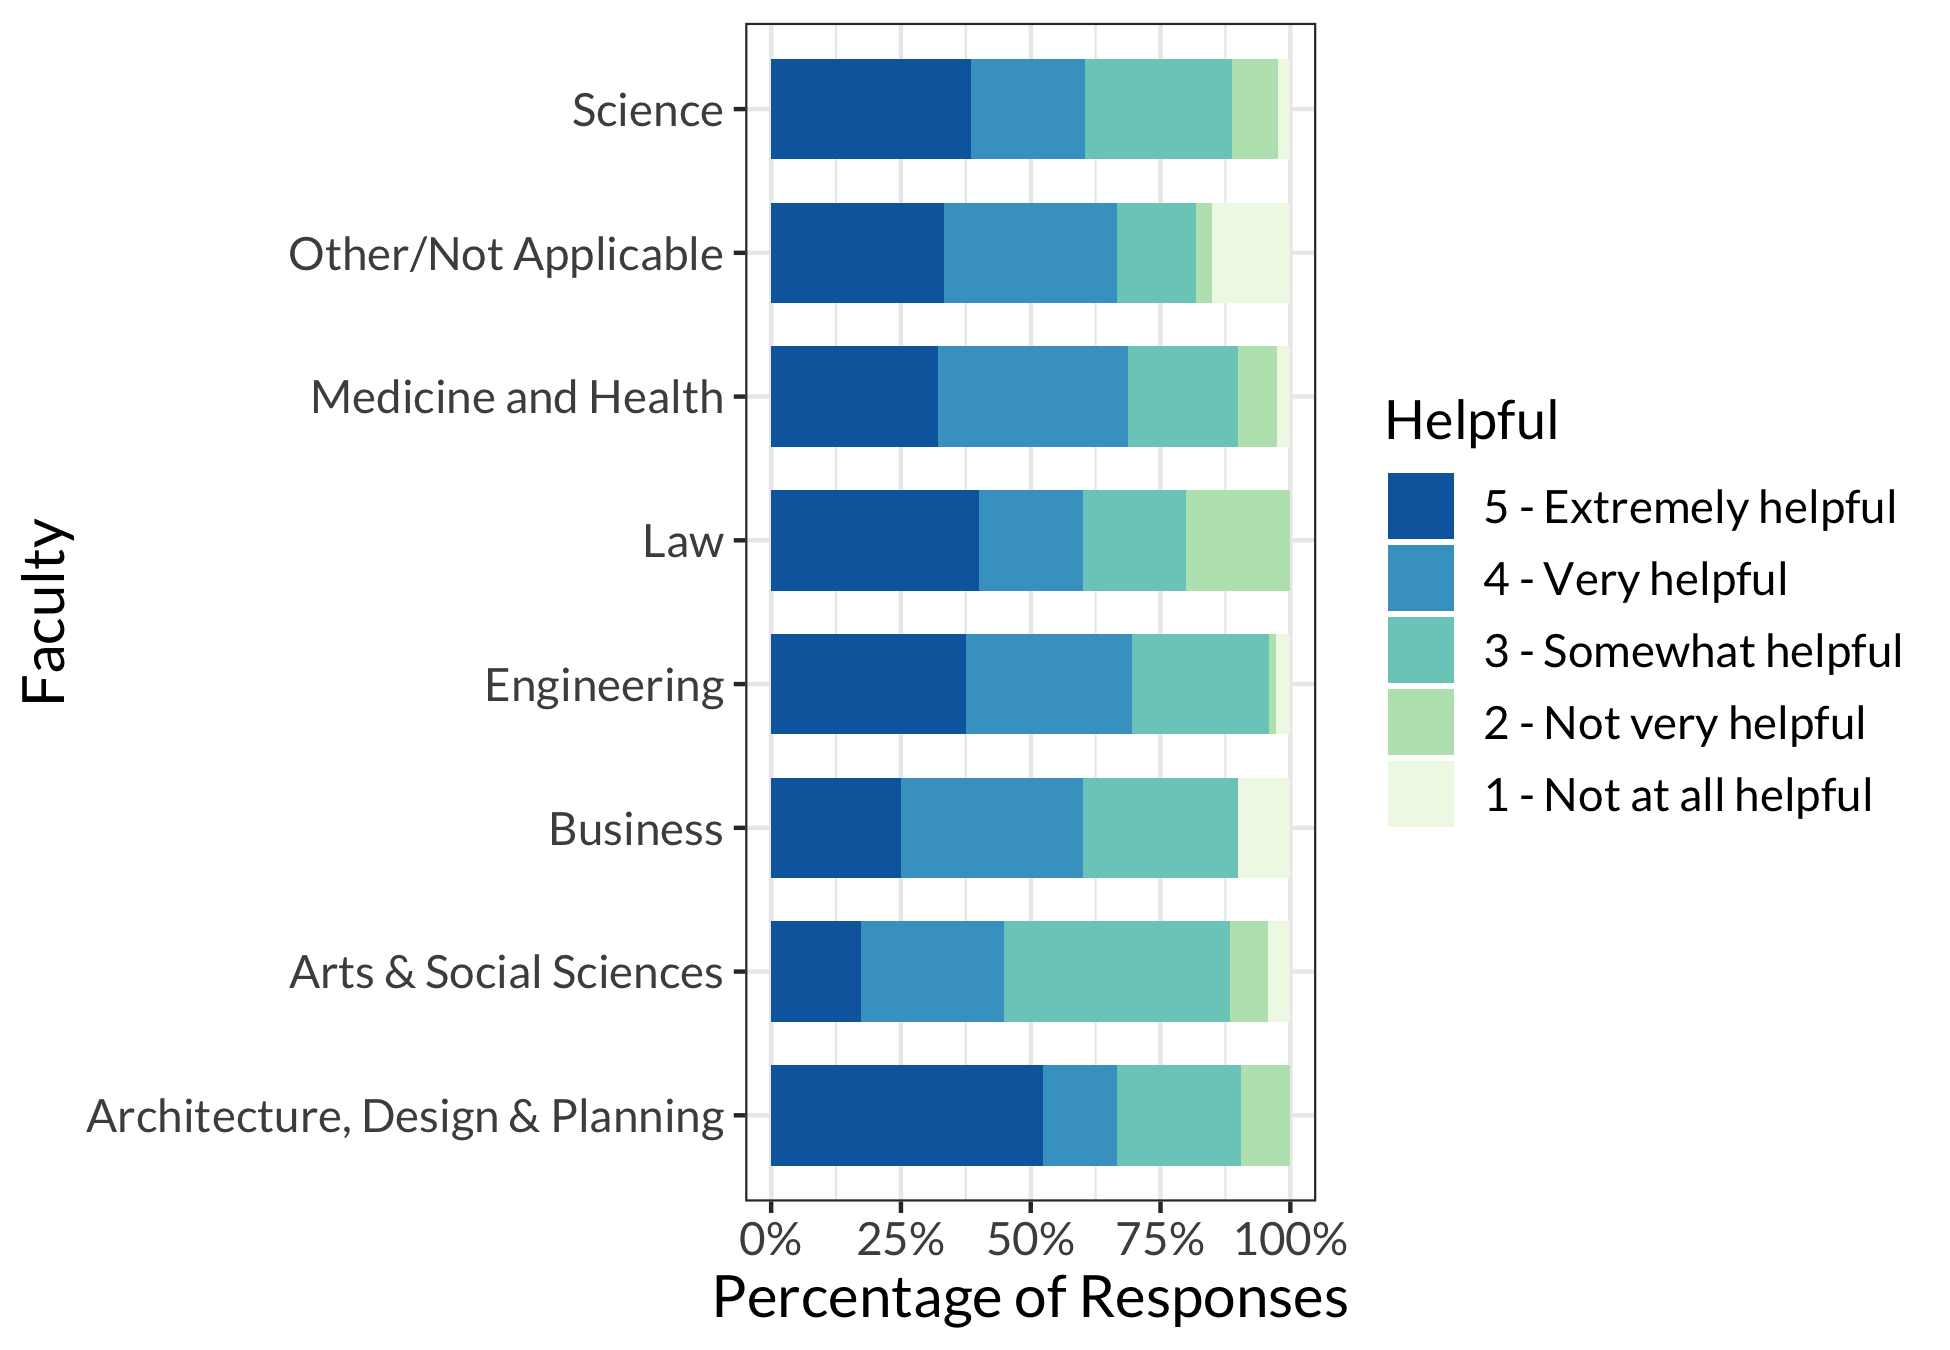 Faculty
Science
Other/Not Applicable
Medicine and Health
Law
Engineering
Business
Arts & Social Sciences
Architecture, Design & Planning
0% 25% 50% 75% 100%
Percentage of Responses
Helpful
5 - Extremely helpful
4 - Very helpful
3 - Somewhat helpful
2 - Not very helpful
1 - Not at all helpful